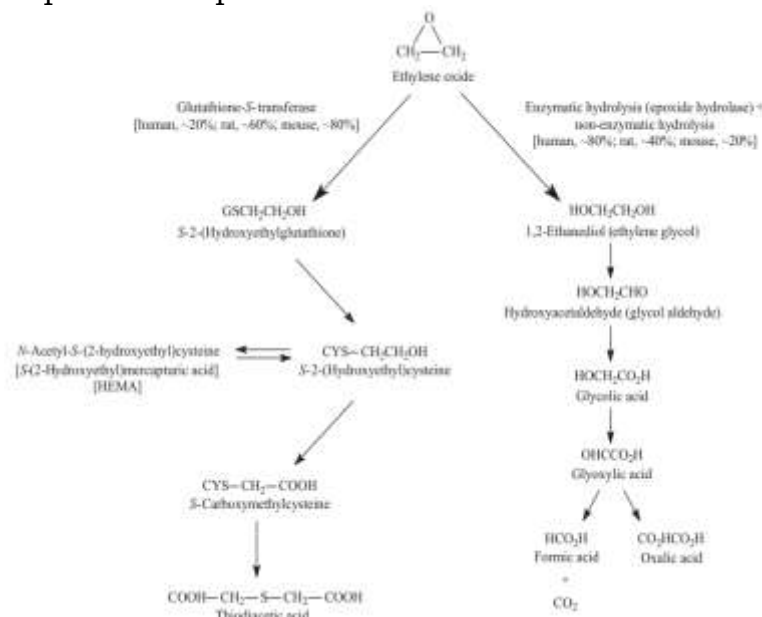 O
CH₂—CH₂
Ethylene oxide
Glutathione-S-transferase
[human, ~20%; rat, ~60%; mouse, ~80%]
Enzymatic hydrolysis (epoxide hydrolase) +
non-enzymatic hydrolysis
[human, ~80%; rat, ~40%; mouse, ~20%]
GSCH₂CH₂OH
S-2-(Hydroxyethylglutathione)
HOCH₂CH₂OH
1,2-Ethanediol (ethylene glycol)
HOCH₂CHO
Hydroxyacetaldehyde (glycol aldehyde)
N-Acetyl-S-(2-hydroxyethyl)cysteine
[S-(2-Hydroxyethyl)mercapturic acid]
[HEMA]
CYS—CH₂CH₂OH
S-2-(Hydroxyethyl)cysteine
HOCH₂CO₂H
Glycolic acid
OHCCO₂H
Glyoxylic acid
CYS—CH₂—COOH
S-Carboxymethylcysteine
HCO₂H
Formic acid
+
CO₂
CO₂HCO₂H
Oxalic acid
COOH—CH₂—S—CH₂—COOH
Thiodiacetic acid